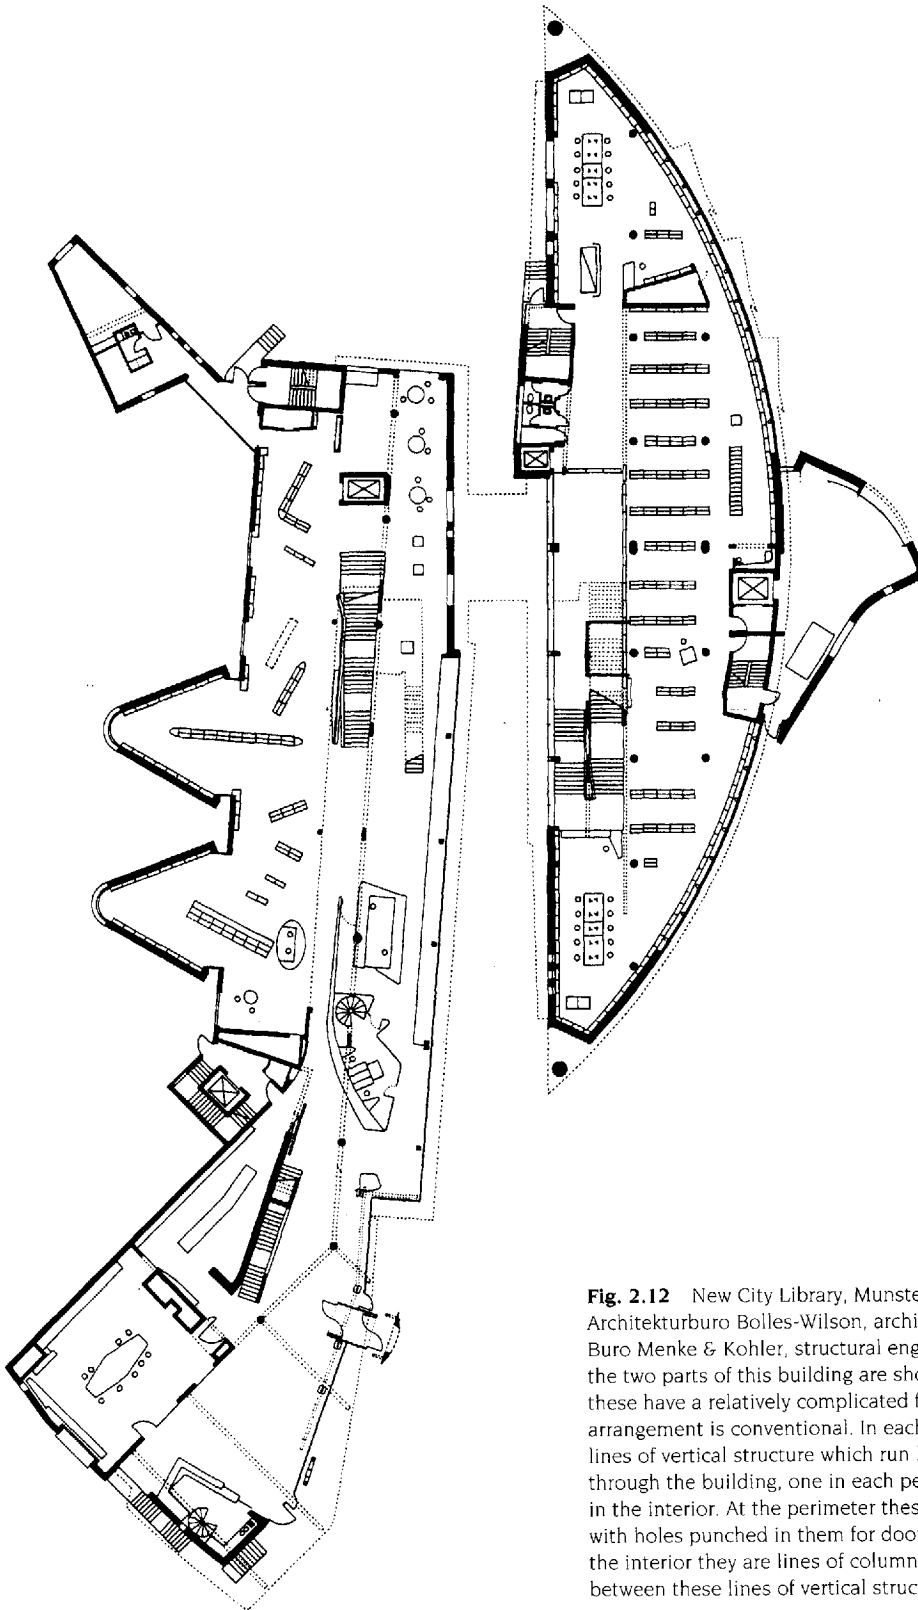 Fig. 2.12 New City Library, Munste
Architekturburo Bolles-Wilson, archi
Buro Menke & Kohler, structural eng
the two parts of this building are sho
these have a relatively complicated f
arrangement is conventional. In each
lines of vertical structure which run
through the building, one in each pe
in the interior. At the perimeter thes
with holes punched in them for doo
the interior they are lines of column
between these lines of vertical struc